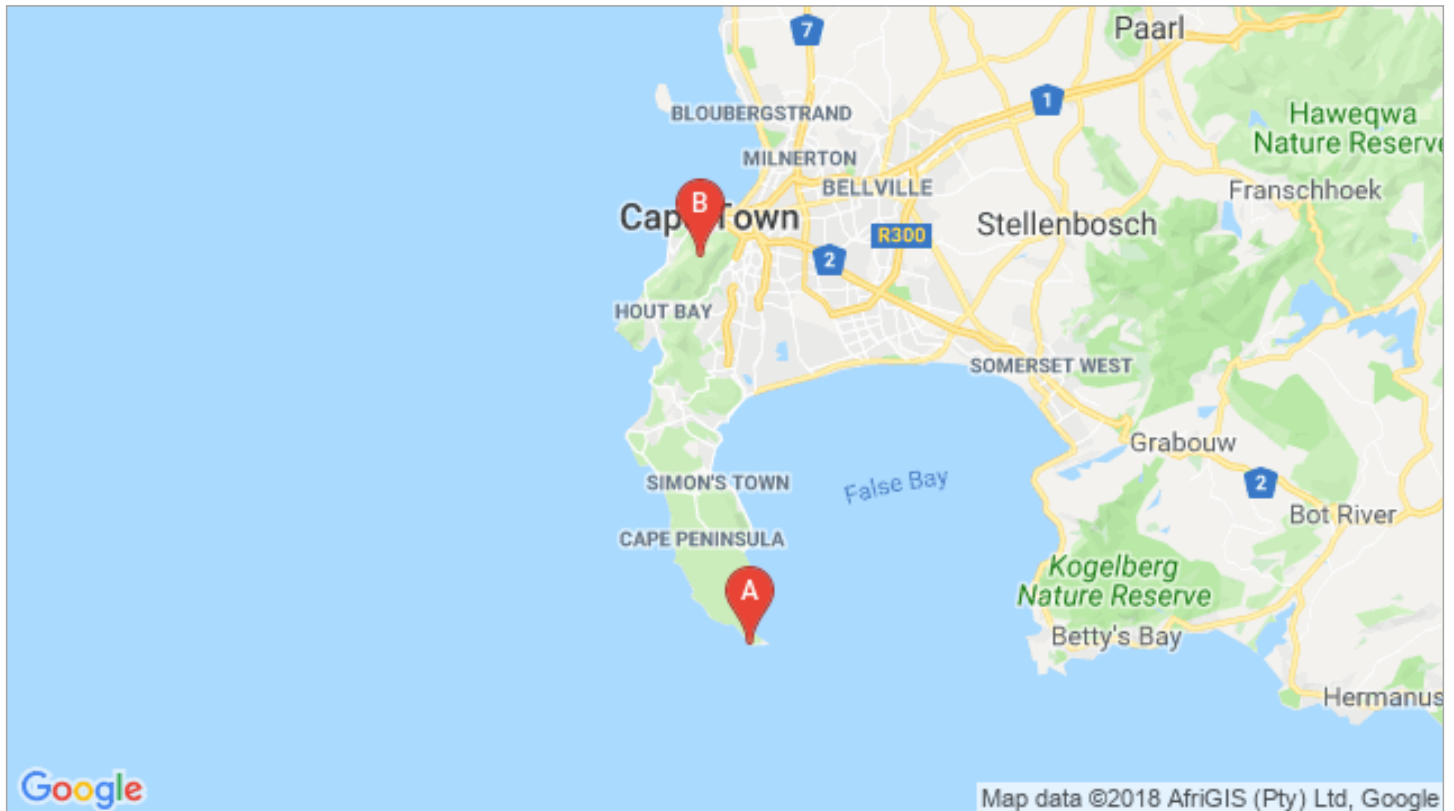 Paarl
7
1
BLOUBERGSTRAND
Haweqwa
Nature Reserve
MILNERTON
BELLVILLE
Franschhoek
B
Cape Town
Stellenbosch
R300
2
HOUT BAY
SOMERSET WEST
Grabouw
SIMON'S TOWN
False Bay
2
Bot River
CAPE PENINSULA
Kogelberg
Nature Reserve
A
Betty's Bay
Hermanus
Google
Map data ©2018 AfriGIS (Pty) Ltd, Google